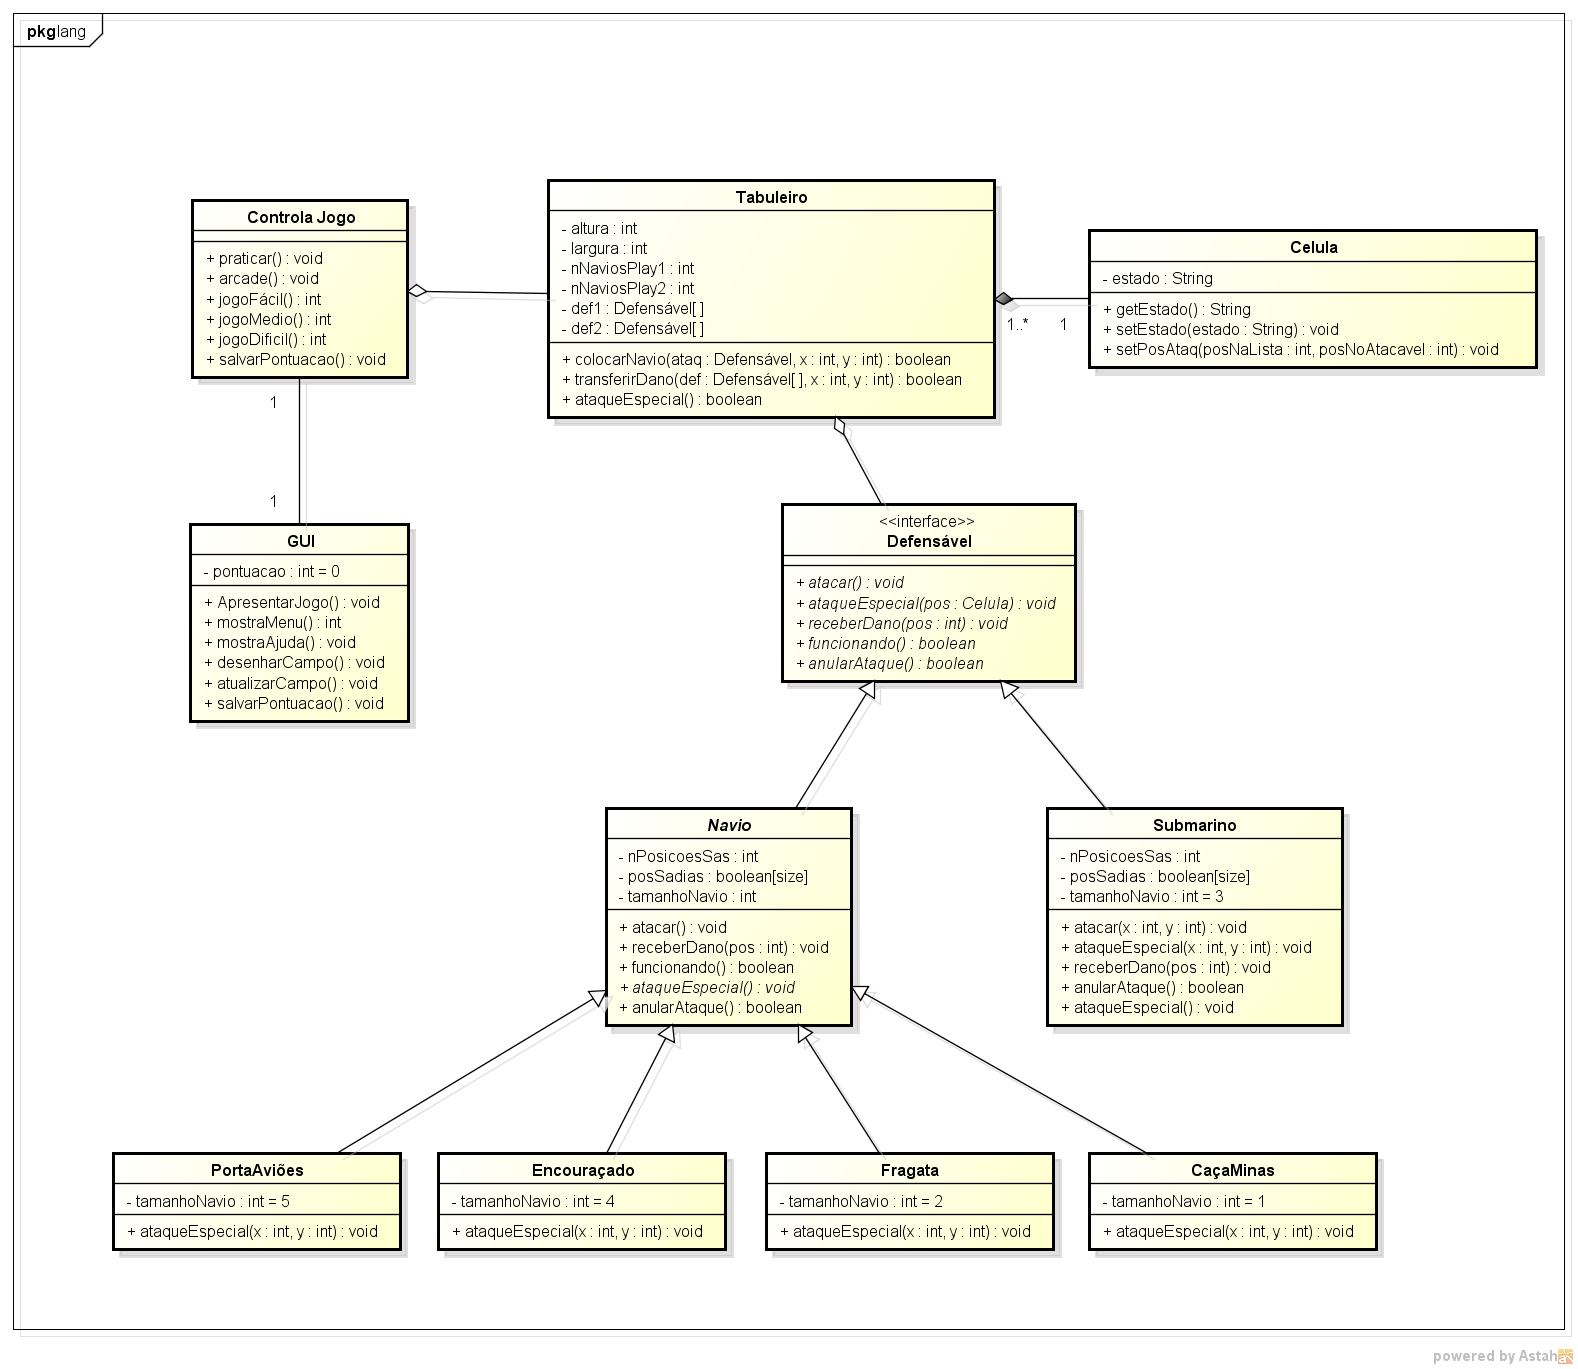 pkg lang
Controla Jogo
+ praticar() : void
+ arcade() : void
+ jogoFácil() : int
+ jogoMedio() : int
+ jogoDificil() : int
+ salvarPontuacao() : void
Tabuleiro
- altura : int
- largura : int
- nNaviosPlay1 : int
- nNaviosPlay2 : int
- def1 : Defensável[ ]
- def2 : Defensável[ ]
+ colocarNavio(ataq : Defensável, x : int, y : int) : boolean
+ transferirDano(def : Defensável[ ], x : int, y : int) : boolean
+ ataqueEspecial() : boolean
1..*
1
Celula
- estado : String
+ getEstado() : String
+ setEstado(estado : String) : void
+ setPosAtaq(posNaLista : int, posNoAtacavel : int) : void
1
1
GUI
- pontuacao : int = 0
+ ApresentarJogo() : void
+ mostraMenu() : int
+ mostraAjuda() : void
+ desenharCampo() : void
+ atualizarCampo() : void
+ salvarPontuacao() : void
<<interface>>
Defensável
+ atacar() : void
+ ataqueEspecial(pos : Celula) : void
+ receberDano(pos : int) : void
+ funcionando() : boolean
+ anularAtaque() : boolean
Navio
- nPosicoesSas : int
- posSadias : boolean[size]
- tamanhoNavio : int
+ atacar() : void
+ receberDano(pos : int) : void
+ funcionando() : boolean
+ ataqueEspecial() : void
+ anularAtaque() : boolean
Submarino
- nPosicoesSas : int
- posSadias : boolean[size]
- tamanhoNavio : int = 3
+ atacar(x : int, y : int) : void
+ ataqueEspecial(x : int, y : int) : void
+ receberDano(pos : int) : void
+ anularAtaque() : boolean
+ ataqueEspecial() : void
PortaAviões
- tamanhoNavio : int = 5
+ ataqueEspecial(x : int, y : int) : void
Encouraçado
- tamanhoNavio : int = 4
+ ataqueEspecial(x : int, y : int) : void
Fragata
- tamanhoNavio : int = 2
+ ataqueEspecial(x : int, y : int) : void
CaçaMinas
- tamanhoNavio : int = 1
+ ataqueEspecial(x : int, y : int) : void
powered by Astah